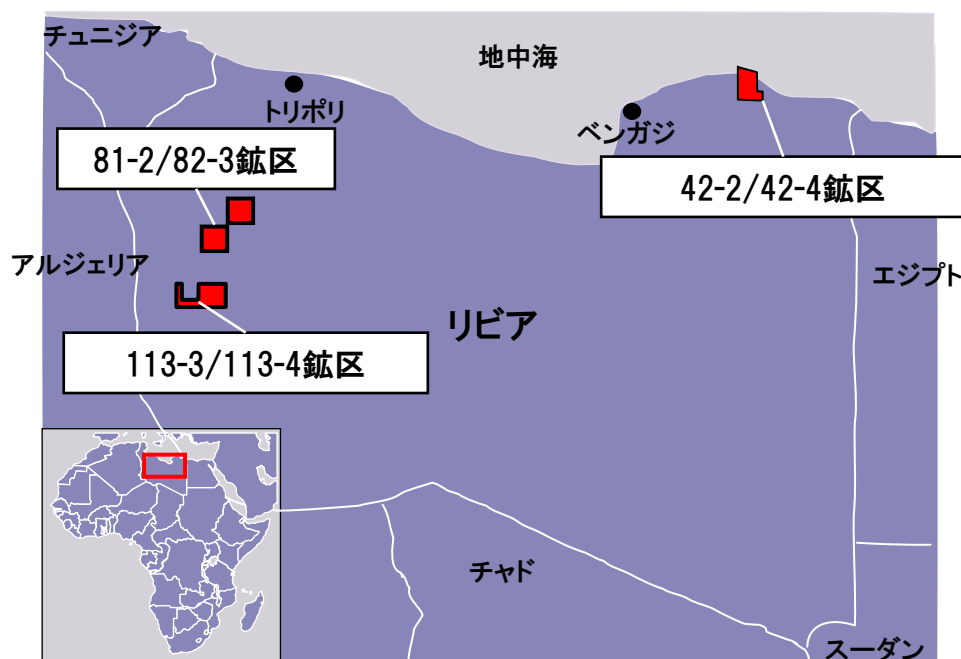 チュニジア
地中海
トリポリ
ベンガジ
81-2/82-3鉱区
42-2/42-4鉱区
アルジェリア
エジプト
リビア
113-3/113-4鉱区
チャド
スーダン